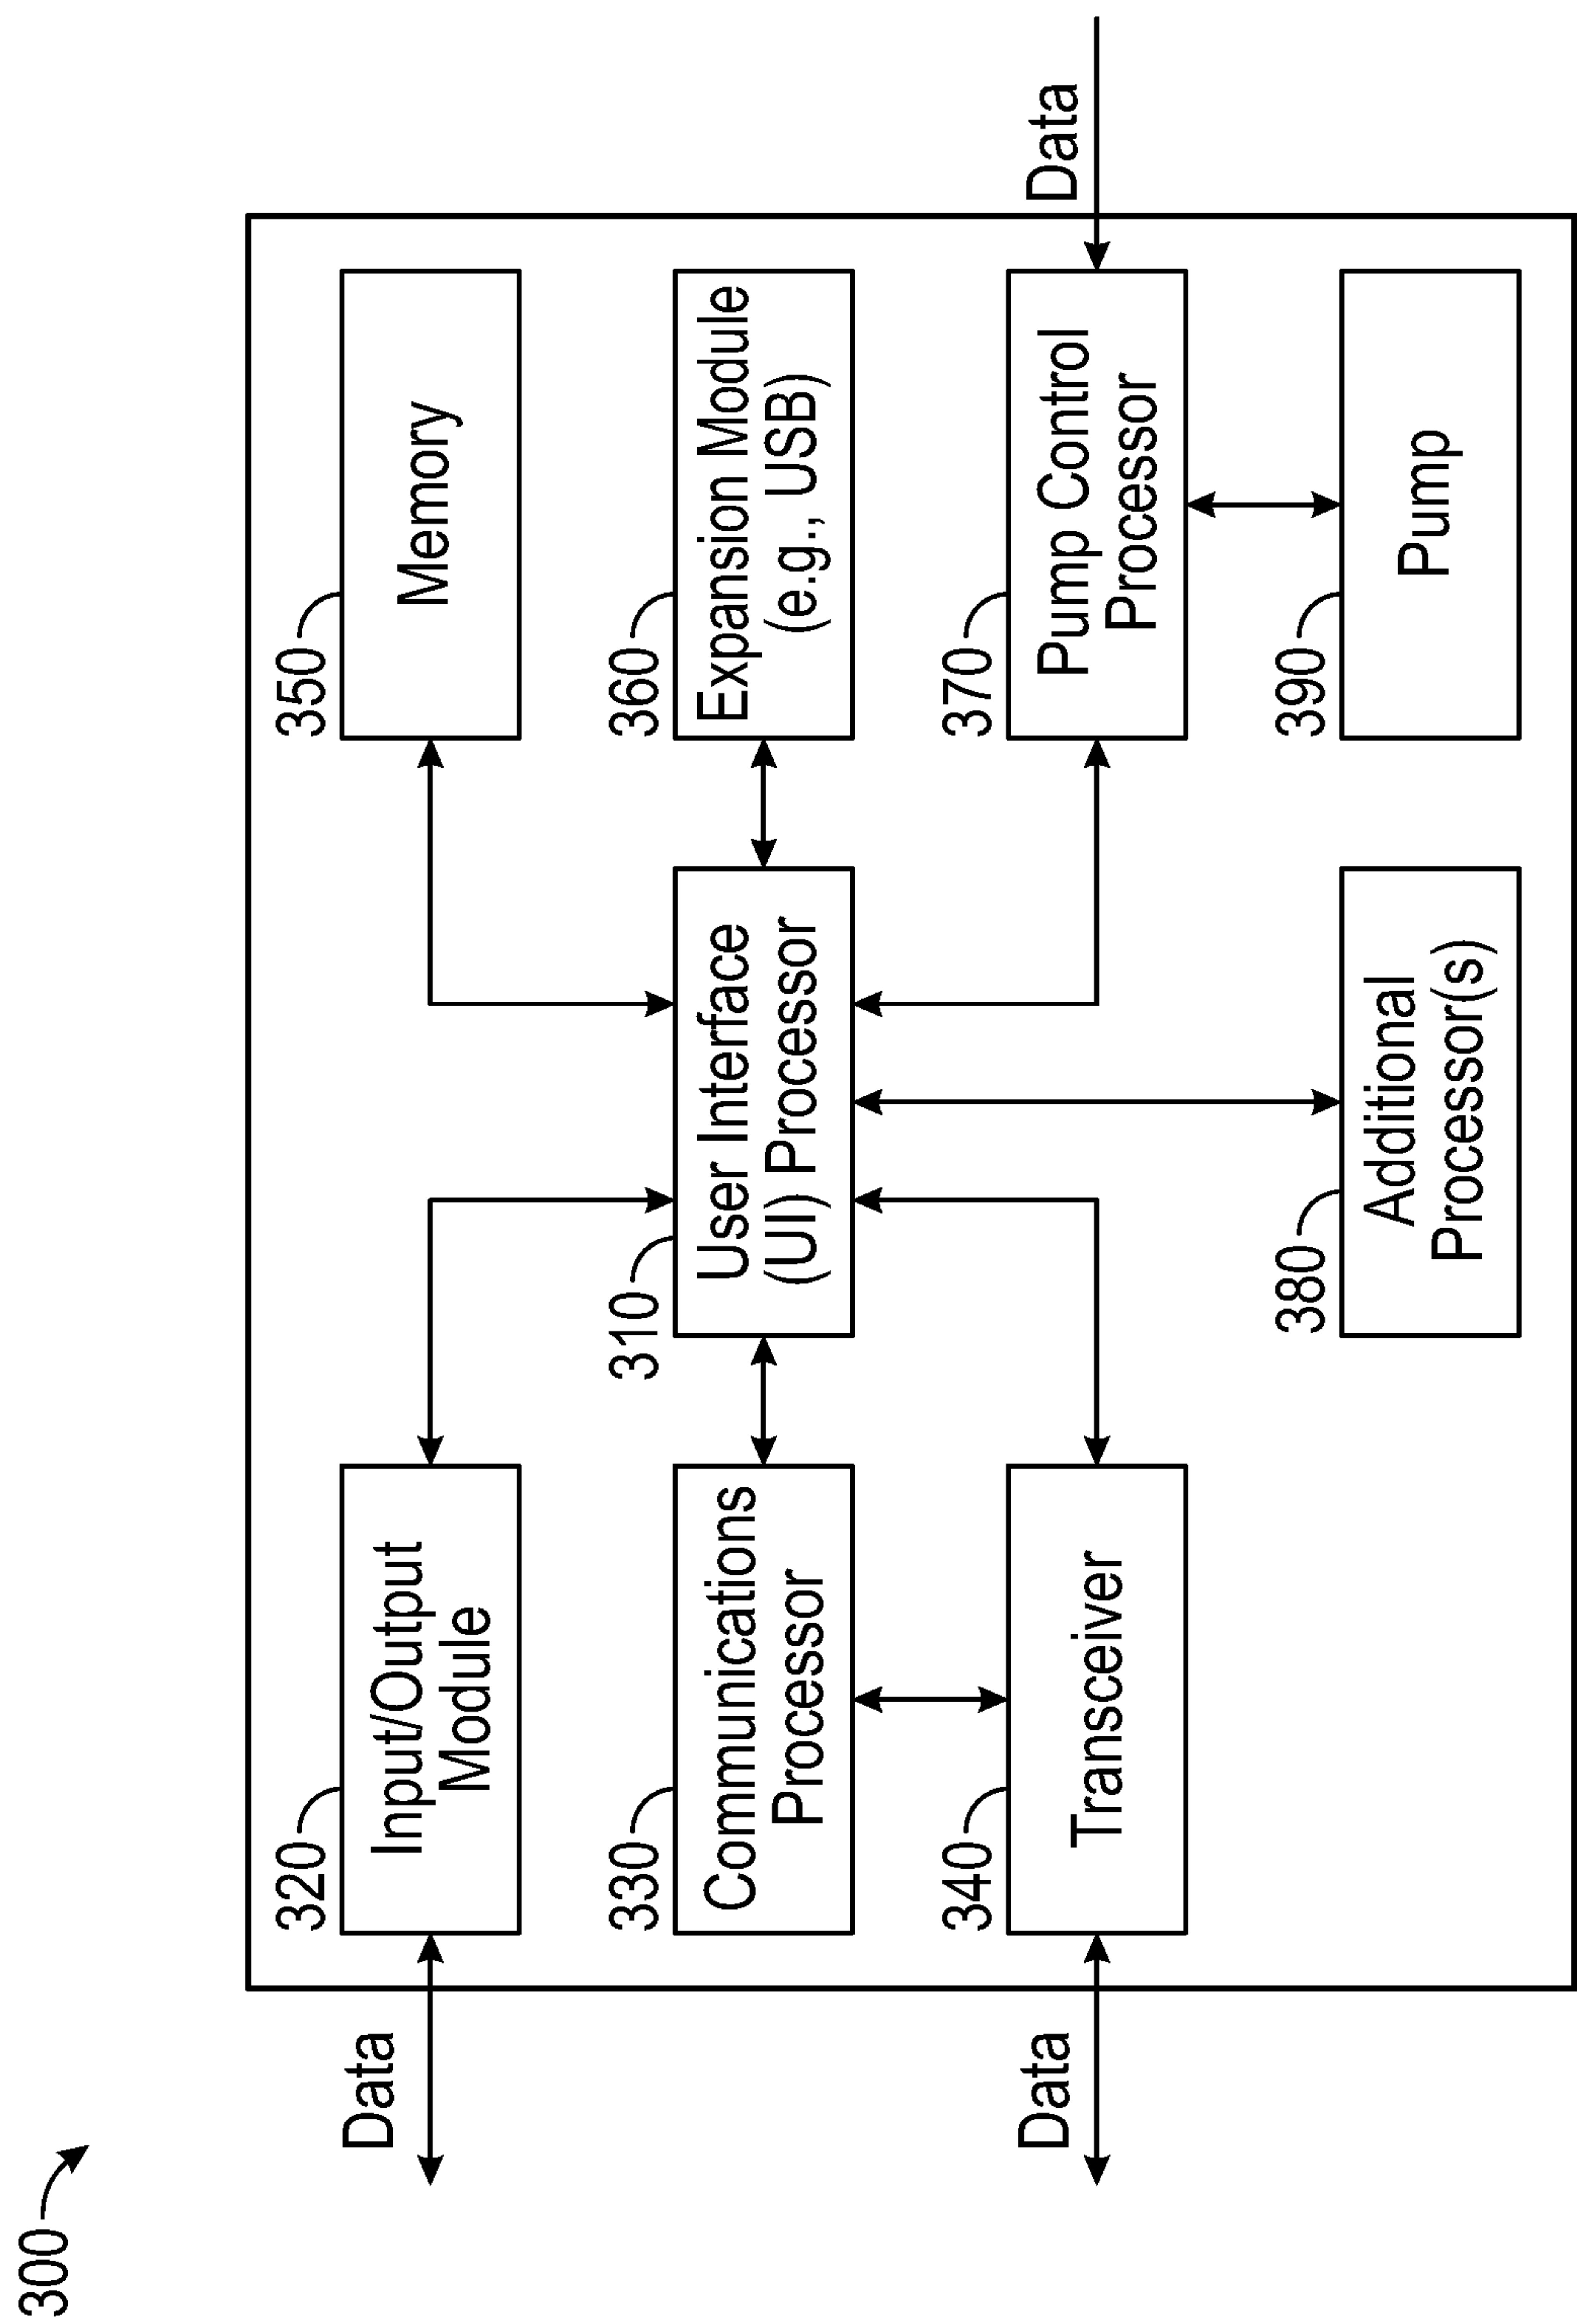 300
320
Input/Output
Module
Data
330
Communications
Processor
340
Transceiver
Data
310
User Interface
(UI) Processor
380
Additional
Processor(s)
350
Memory
360
Expansion Module
(e.g., USB)
370
Pump Control
Processor
Data
390
Pump